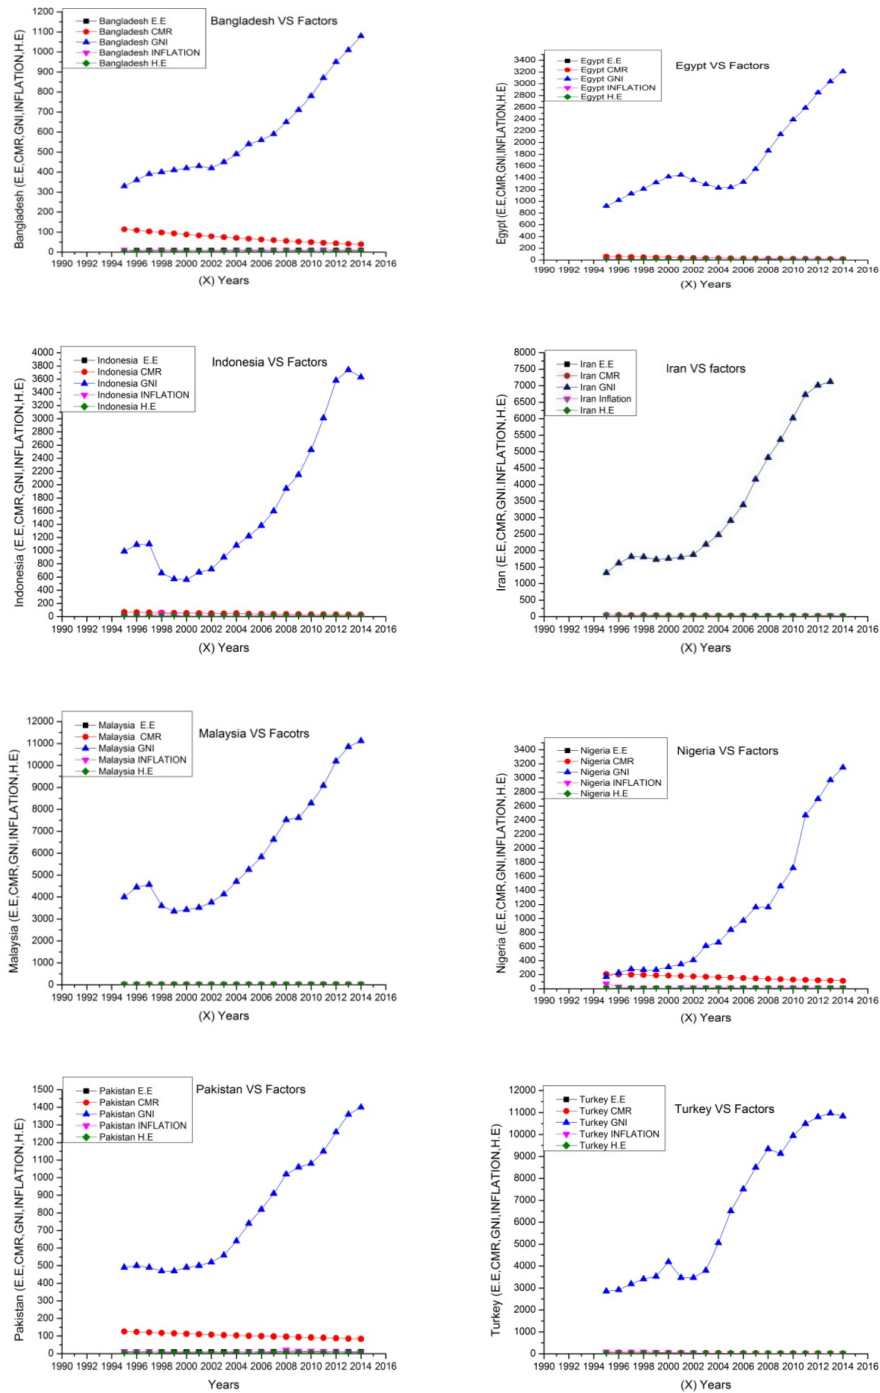 Bangladesh VS Factors
Bangladesh E.E
Bangladesh CMR
Bangladesh GNI
Bangladesh INFLATION
Bangladesh H.E
Bangladesh (E.E,CMR,GNI,INFLATION,H.E)
1200
1100
1000
900
800
700
600
500
400
300
200
100
0
1990 1992 1994 1996 1998 2000 2002 2004 2006 2008 2010 2012 2014 2016
(X) Years
Egypt VS Factors
Egypt E.E
Egypt CMR
Egypt GNI
Egypt INFLATION
Egypt H.E
Egypt (E.E,CMR,GNI,INFLATION,H.E)
3400
3200
3000
2800
2600
2400
2200
2000
1800
1600
1400
1200
1000
800
600
400
200
0
1990 1992 1994 1996 1998 2000 2002 2004 2006 2008 2010 2012 2014 2016
(X) Years
Indonesia VS Factors
Indonesia E.E
Indonesia CMR
Indonesia GNI
Indonesia INFLATION
Indonesia H.E
Indonesia (E.E,CMR,GNI,INFLATION,H.E)
4000
3800
3600
3400
3200
3000
2800
2600
2400
2200
2000
1800
1600
1400
1200
1000
800
600
400
200
0
1990 1992 1994 1996 1998 2000 2002 2004 2006 2008 2010 2012 2014 2016
(X) Years
Iran VS factors
Iran E.E
Iran CMR
Iran GNI
Iran Inflation
Iran H.E
Iran (E.E,CMR,GNI,INFLATION,H.E)
8000
7500
7000
6500
6000
5500
5000
4500
4000
3500
3000
2500
2000
1500
1000
500
0
1990 1992 1994 1996 1998 2000 2002 2004 2006 2008 2010 2012 2014 2016
(X) Years
Malaysia VS Facotrs
Malaysia E.E
Malaysia CMR
Malaysia GNI
Malaysia INFLATION
Malaysia H.E
Malaysia (E.E,CMR,GNI,INFLATION,H.E)
12000
11000
10000
9000
8000
7000
6000
5000
4000
3000
2000
1000
0
1990 1992 1994 1996 1998 2000 2002 2004 2006 2008 2010 2012 2014 2016
(X) Years
Nigeria VS Factors
Nigeria E.E
Nigeria CMR
Nigeria GNI
Nigeria INFLATION
Nigeria H.E
Nigeria (E.E,CMR,GNI,INFLATION,H.E)
3400
3200
3000
2800
2600
2400
2200
2000
1800
1600
1400
1200
1000
800
600
400
200
0
1990 1992 1994 1996 1998 2000 2002 2004 2006 2008 2010 2012 2014 2016
(X) Years
Pakistan VS Factors
Pakistan E.E
Pakistan CMR
Pakistan GNI
Pakistan INFLATION
Pakistan H.E
Pakistan (E.E,CMR,GNI,INFLATION,H.E)
1500
1400
1300
1200
1100
1000
900
800
700
600
500
400
300
200
100
0
1990 1992 1994 1996 1998 2000 2002 2004 2006 2008 2010 2012 2014 2016
Years
Turkey VS Factors
Turkey E.E
Turkey CMR
Turkey GNI
Turkey INFLATION
Turkey H.E
Turkey (E.E,CMR,GNI,INFLATION,H.E)
12000
11000
10000
9000
8000
7000
6000
5000
4000
3000
2000
1000
0
1990 1992 1994 1996 1998 2000 2002 2004 2006 2008 2010 2012 2014 2016
(X) Years